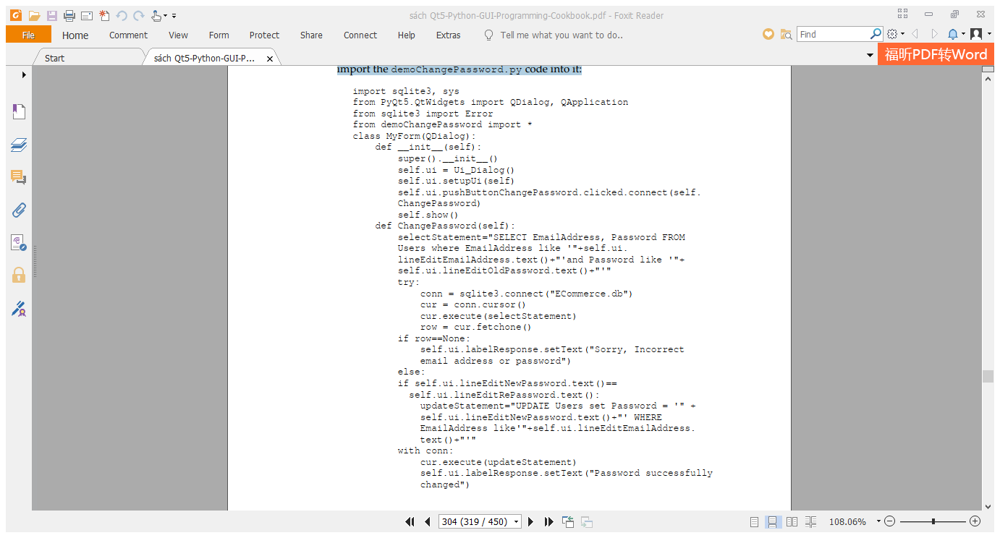 sách Qt5-Python-GUI-Programming-Cookbook.pdf - Foxit Reader
File Home Comment View Form Protect Share Connect Help Extras Tell me what you want to do.. Find
Start sách Qt5-Python-GUI-P... 福昕PDF转Word
import the demoChangePassword.py code into it:
import sqlite3, sys
from PyQt5.QtWidgets import QDialog, QApplication
from sqlite3 import Error
from demoChangePassword import *
class MyForm(QDialog):
    def __init__(self):
        super().__init__()
        self.ui = Ui_Dialog()
        self.ui.setupUi(self)
        self.ui.pushButtonChangePassword.clicked.connect(self.
        ChangePassword)
        self.show()
    def ChangePassword(self):
        selectStatement="SELECT EmailAddress, Password FROM
        Users where EmailAddress like '"+self.ui.
        lineEditEmailAddress.text()+"'and Password like '"+
        self.ui.lineEditOldPassword.text()+"'"
        try:
            conn = sqlite3.connect("ECommerce.db")
            cur = conn.cursor()
            cur.execute(selectStatement)
            row = cur.fetchone()
        if row==None:
            self.ui.labelResponse.setText("Sorry, Incorrect
            email address or password")
        else:
        if self.ui.lineEditNewPassword.text()==
          self.ui.lineEditRePassword.text():
            updateStatement="UPDATE Users set Password = '" +
            self.ui.lineEditNewPassword.text()+"' WHERE
            EmailAddress like'"+self.ui.lineEditEmailAddress.
            text()+"'"
        with conn:
            cur.execute(updateStatement)
            self.ui.labelResponse.setText("Password successfully
            changed")
304 (319 / 450) 108.06%